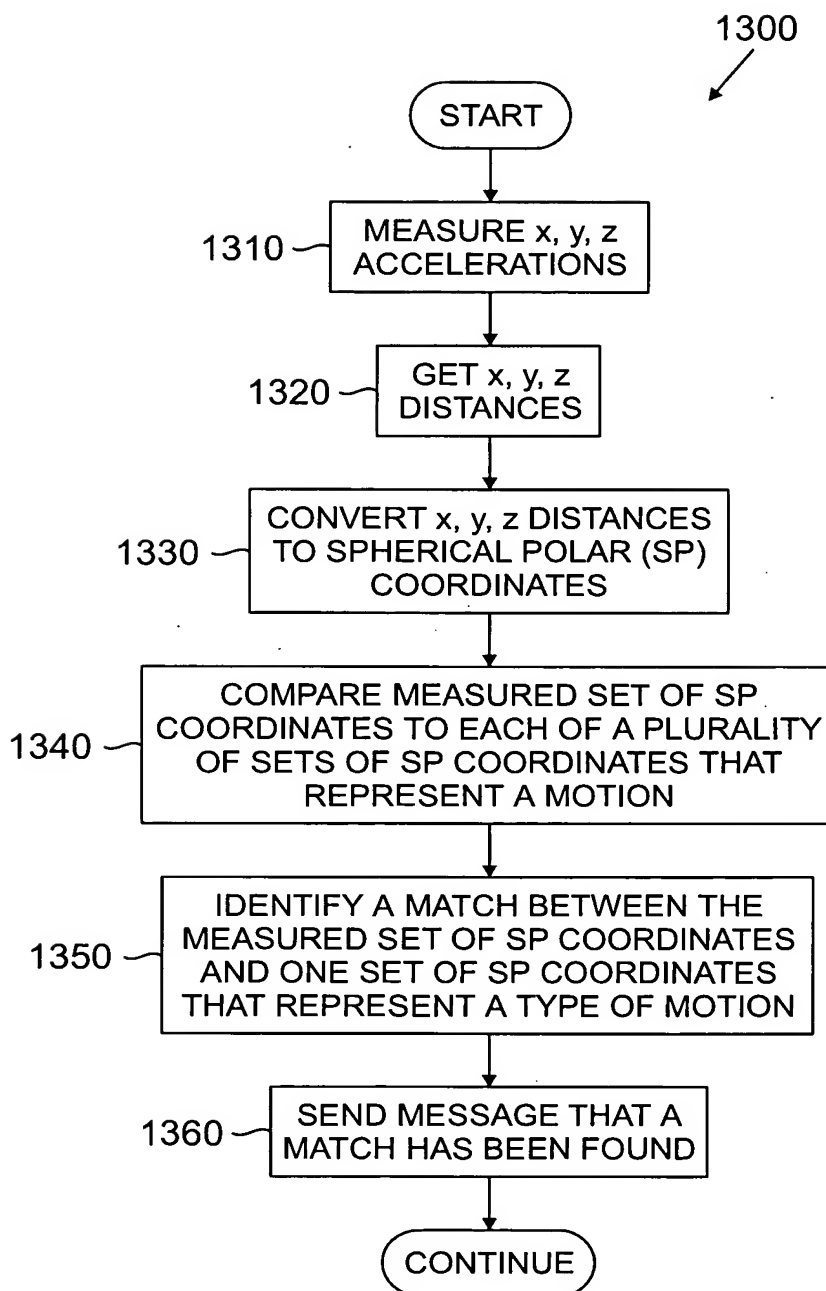 1300
START
1310
MEASURE x, y, z
ACCELERATIONS
1320
GET x, y, z
DISTANCES
1330
CONVERT x, y, z DISTANCES
TO SPHERICAL POLAR (SP)
COORDINATES
1340
COMPARE MEASURED SET OF SP
COORDINATES TO EACH OF A PLURALITY
OF SETS OF SP COORDINATES THAT
REPRESENT A MOTION
1350
IDENTIFY A MATCH BETWEEN THE
MEASURED SET OF SP COORDINATES
AND ONE SET OF SP COORDINATES
THAT REPRESENT A TYPE OF MOTION
1360
SEND MESSAGE THAT A
MATCH HAS BEEN FOUND
CONTINUE